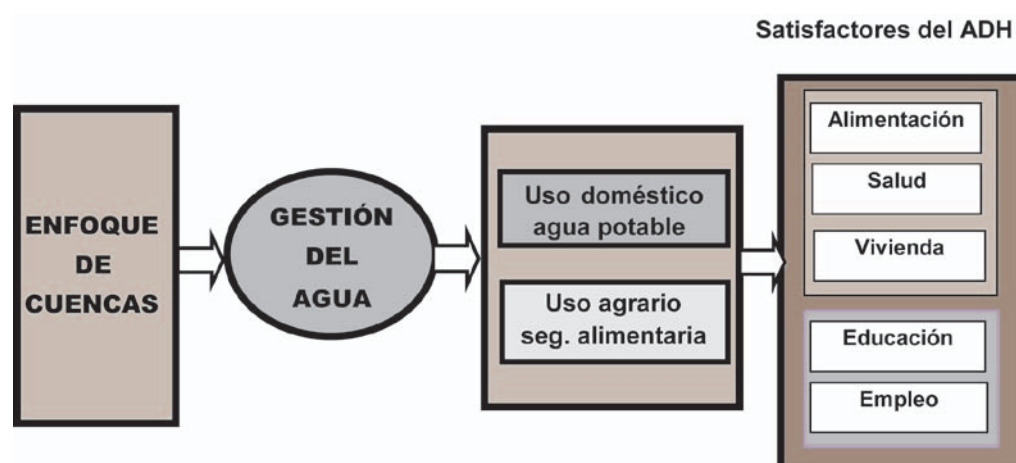 Satisfactores del ADH
ENFOQUE
DE
CUENCAS
GESTIÓN
DEL
AGUA
Uso doméstico
agua potable
Uso agrario
seg. alimentaria
Alimentación
Salud
Vivienda
Educación
Empleo